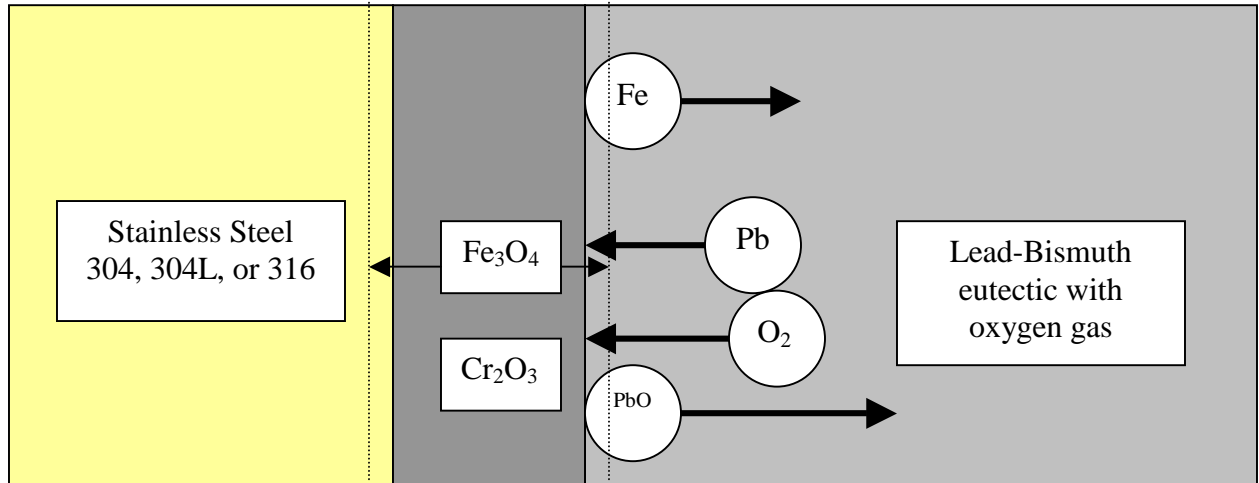 Fe
Stainless Steel
304, 304L, or 316
Fe₃O₄
Pb
Lead-Bismuth
eutectic with
oxygen gas
O₂
Cr₂O₃
PbO